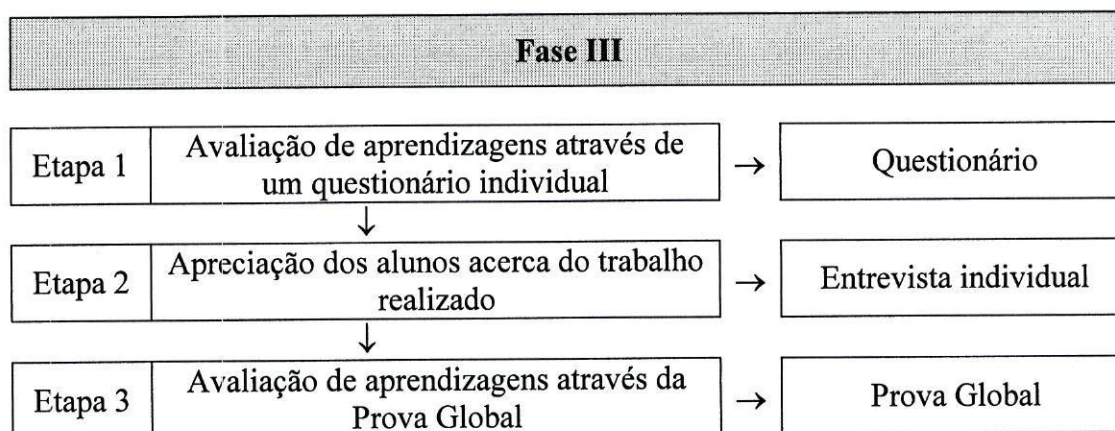 Fase III
Etapa 1
Avaliação de aprendizagens através de
um questionário individual
→
Questionário
↓
Etapa 2
Apreciação dos alunos acerca do trabalho
realizado
→
Entrevista individual
↓
Etapa 3
Avaliação de aprendizagens através da
Prova Global
→
Prova Global